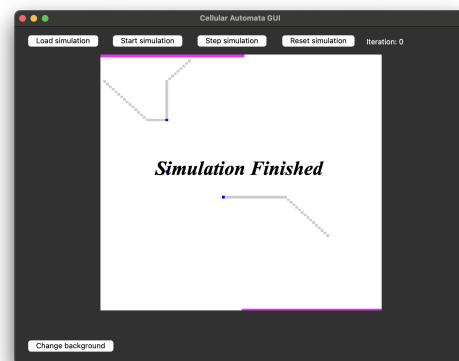 Cellular Automata GUI
Load simulation Start simulation Step simulation Reset simulation Iteration: 0
Simulation Finished
Change background